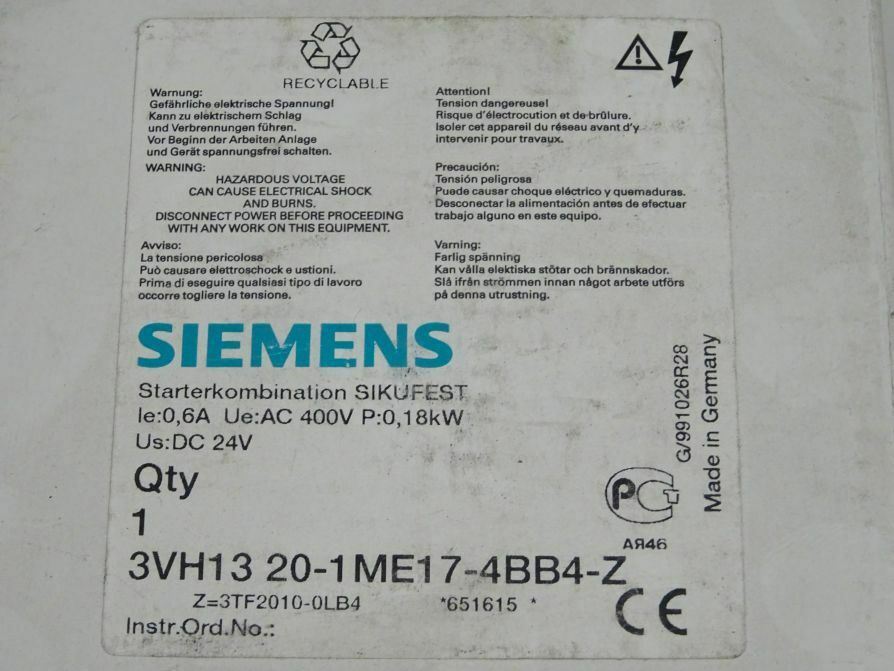 RECYCLABLE
Warnung:
Gefährliche elektrische Spannung!
Kann zu elektrischem Schlag
und Verbrennungen führen.
Vor Beginn der Arbeiten Anlage
und Gerät spannungsfrei schalten.
WARNING:
HAZARDOUS VOLTAGE
CAN CAUSE ELECTRICAL SHOCK
AND BURNS.
DISCONNECT POWER BEFORE PROCEEDING
WITH ANY WORK ON THIS EQUIPMENT.
Avviso:
La tensione pericolosa
Può causare elettroschock e ustioni.
Prima di eseguire qualsiasi tipo di lavoro
occorre togliere la tensione.
Attention!
Tension dangereuse!
Risque d'électrocution et de brûlure.
Isoler cet appareil du réseau avant d'y
intervenir pour travaux.
Precaución:
Tensión peligrosa
Puede causar choque eléctrico y quemaduras.
Desconectar la alimentación antes de efectuar
trabajo alguno en este equipo.
Varning:
Farlig spänning
Kan vålla elektiska stötar och brännskador.
Slå ifrån strömmen innan något arbete utförs
på denna utrustning.
SIEMENS
Starterkombination SIKUFEST
Ie:0,6A Ue:AC 400V P:0,18kW
Us:DC 24V
Qty
1
3VH13 20-1ME17-4BB4-Z
Z=3TF2010-0LB4 *651615 *
Instr.Ord.No.:
G/991026R28
Made in Germany
РС
АЯ46
CE